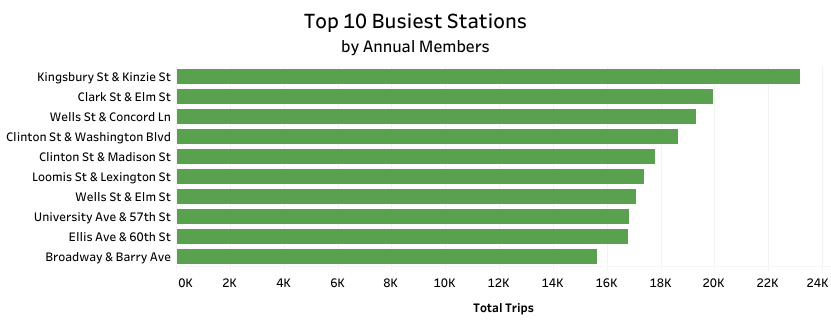 Top 10 Busiest Stations
by Annual Members
Kingsbury St & Kinzie St
Clark St & Elm St
Wells St & Concord Ln
Clinton St & Washington Blvd
Clinton St & Madison St
Loomis St & Lexington St
Wells St & Elm St
University Ave & 57th St
Ellis Ave & 60th St
Broadway & Barry Ave
0K 2K 4K 6K 8K 10K 12K 14K 16K 18K 20K 22K 24K
Total Trips